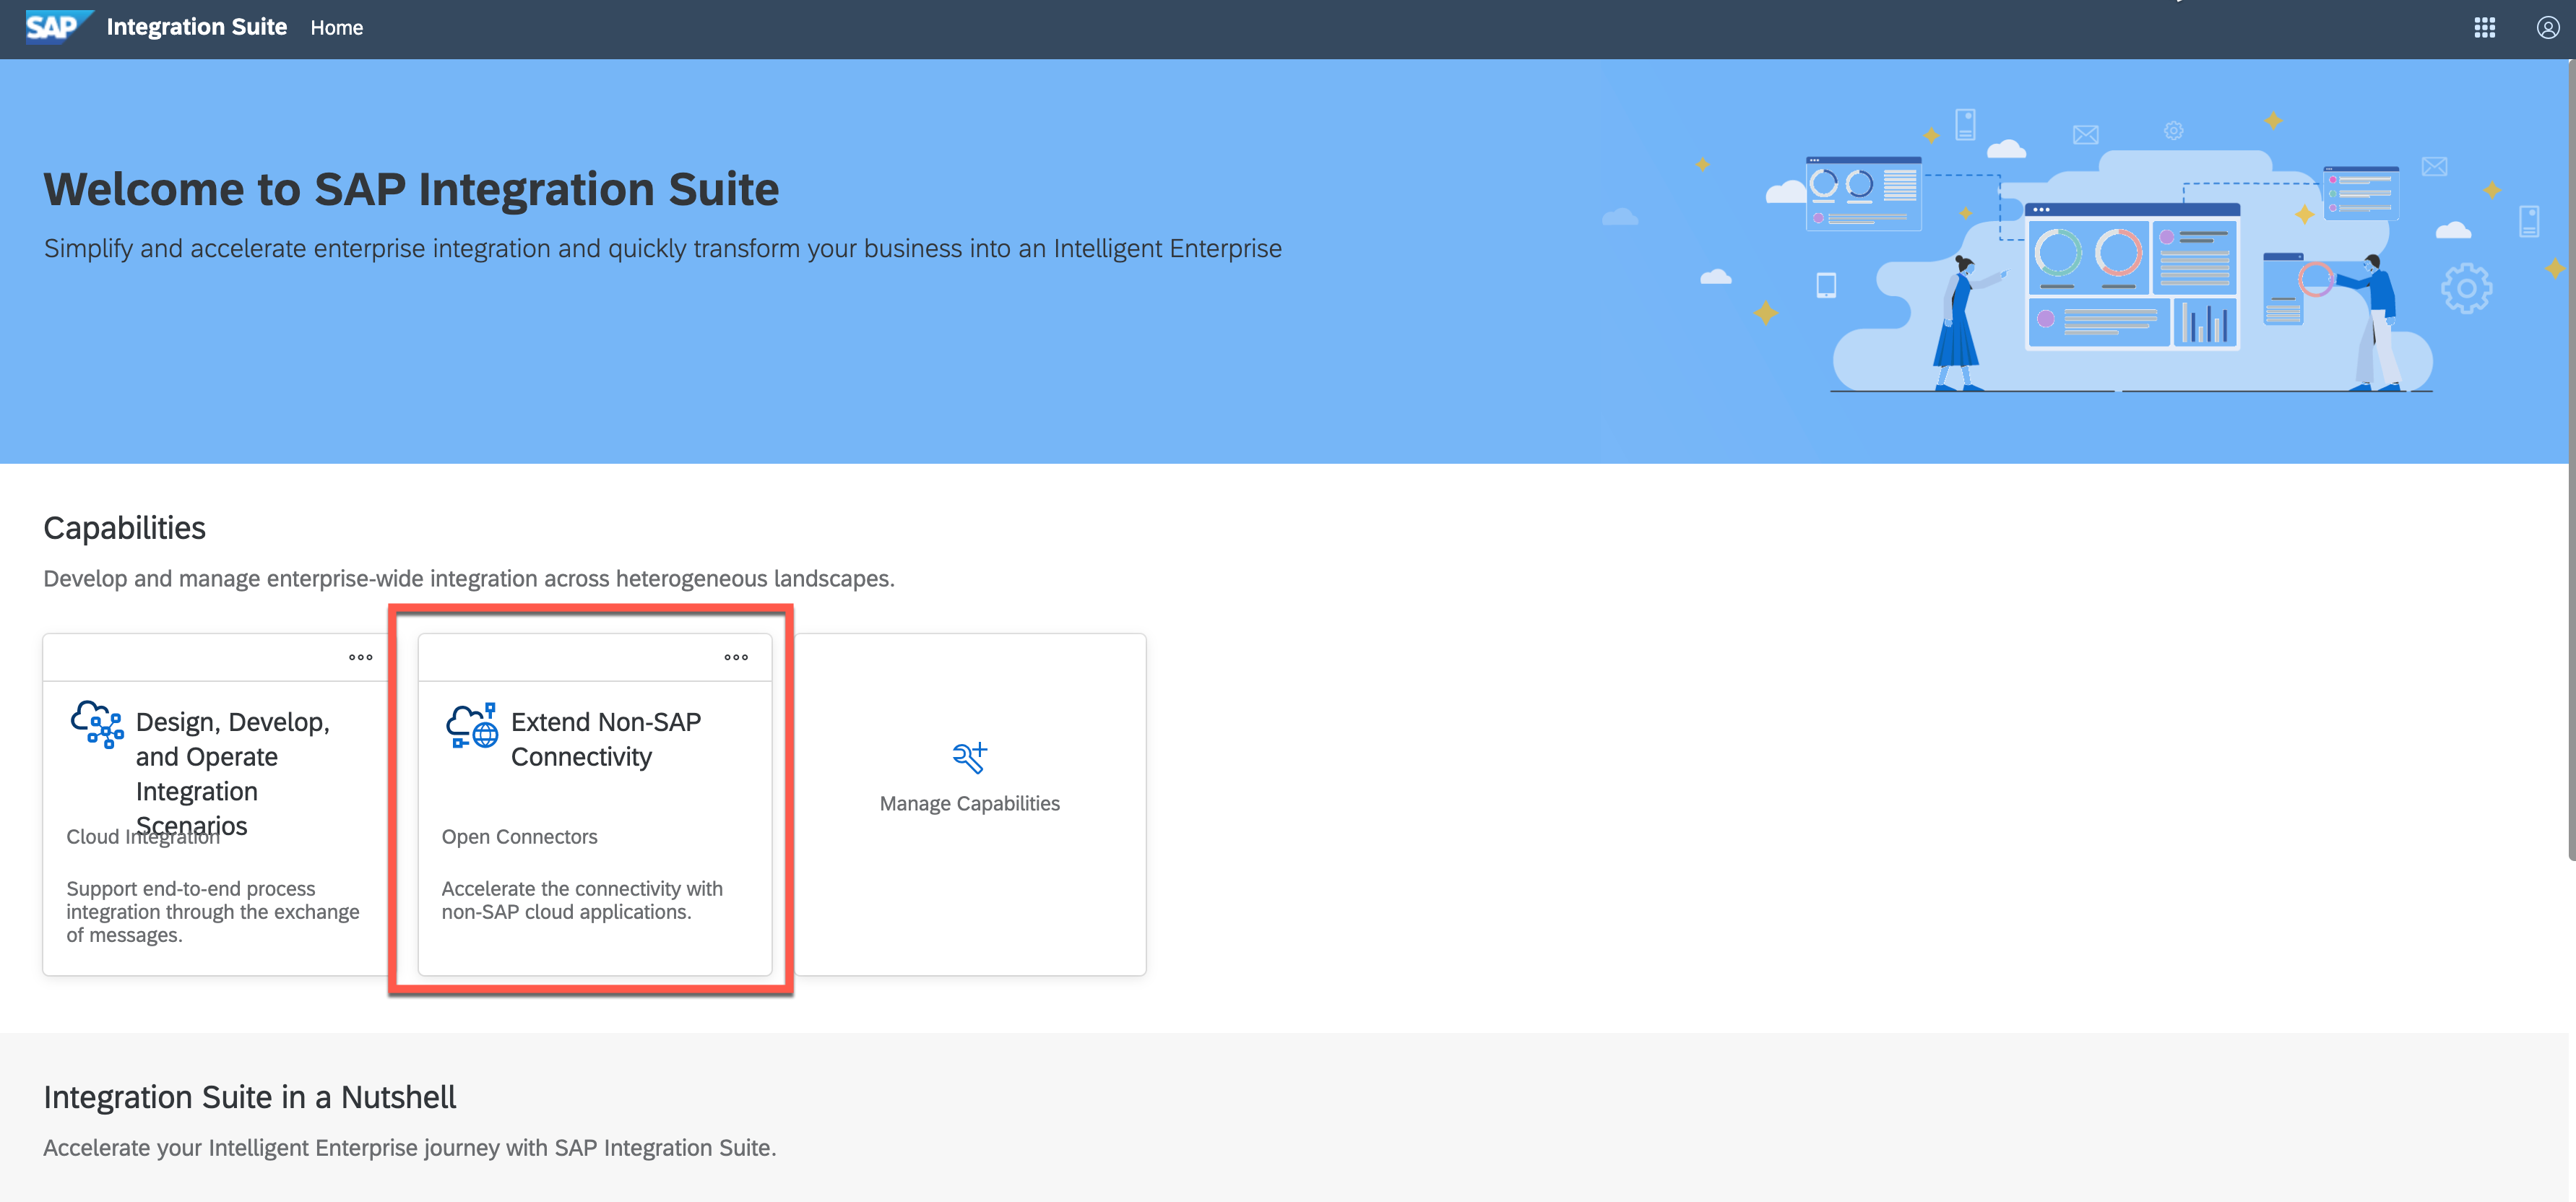 SAP Integration Suite Home
Welcome to SAP Integration Suite
Simplify and accelerate enterprise integration and quickly transform your business into an Intelligent Enterprise
Capabilities
Develop and manage enterprise-wide integration across heterogeneous landscapes.
Design, Develop,
and Operate
Integration
Scenarios
Cloud Integration
Support end-to-end process
integration through the exchange
of messages.
Extend Non-SAP
Connectivity
Open Connectors
Accelerate the connectivity with
non-SAP cloud applications.
Manage Capabilities
Integration Suite in a Nutshell
Accelerate your Intelligent Enterprise journey with SAP Integration Suite.